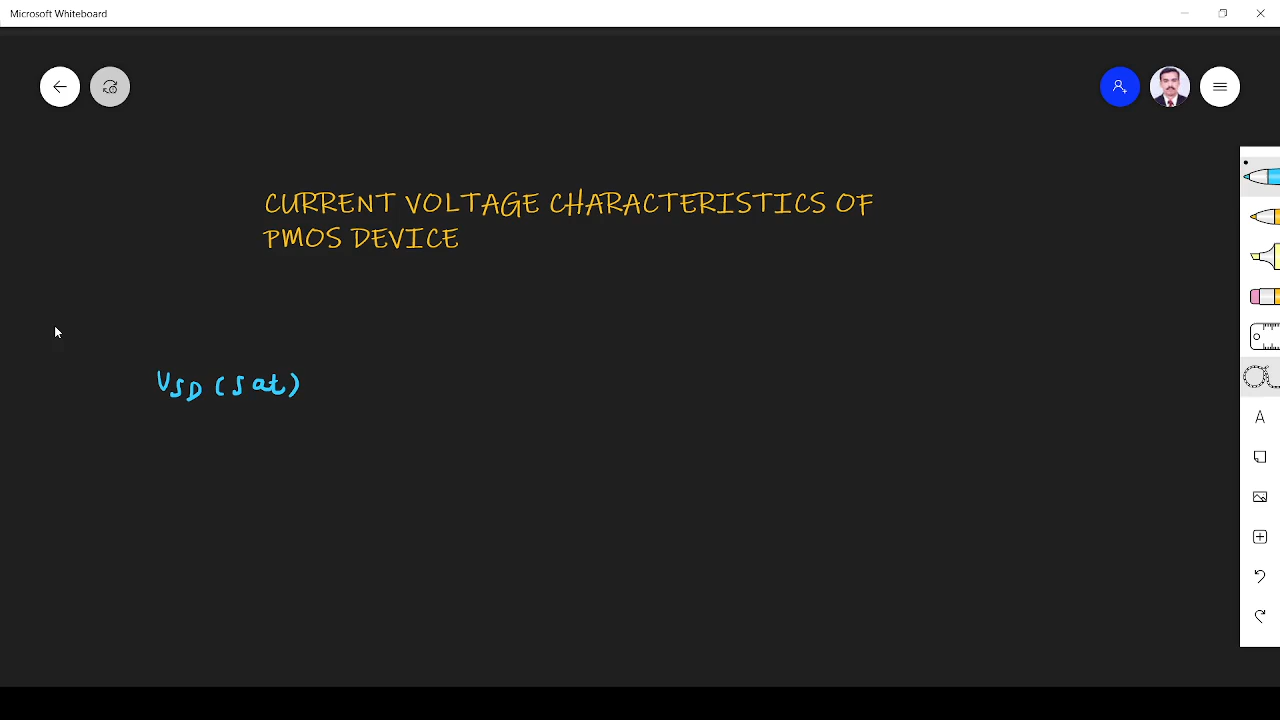 Microsoft Whiteboard
CURRENT VOLTAGE CHARACTERISTICS OF
PMOS DEVICE
VSD (sat)
A